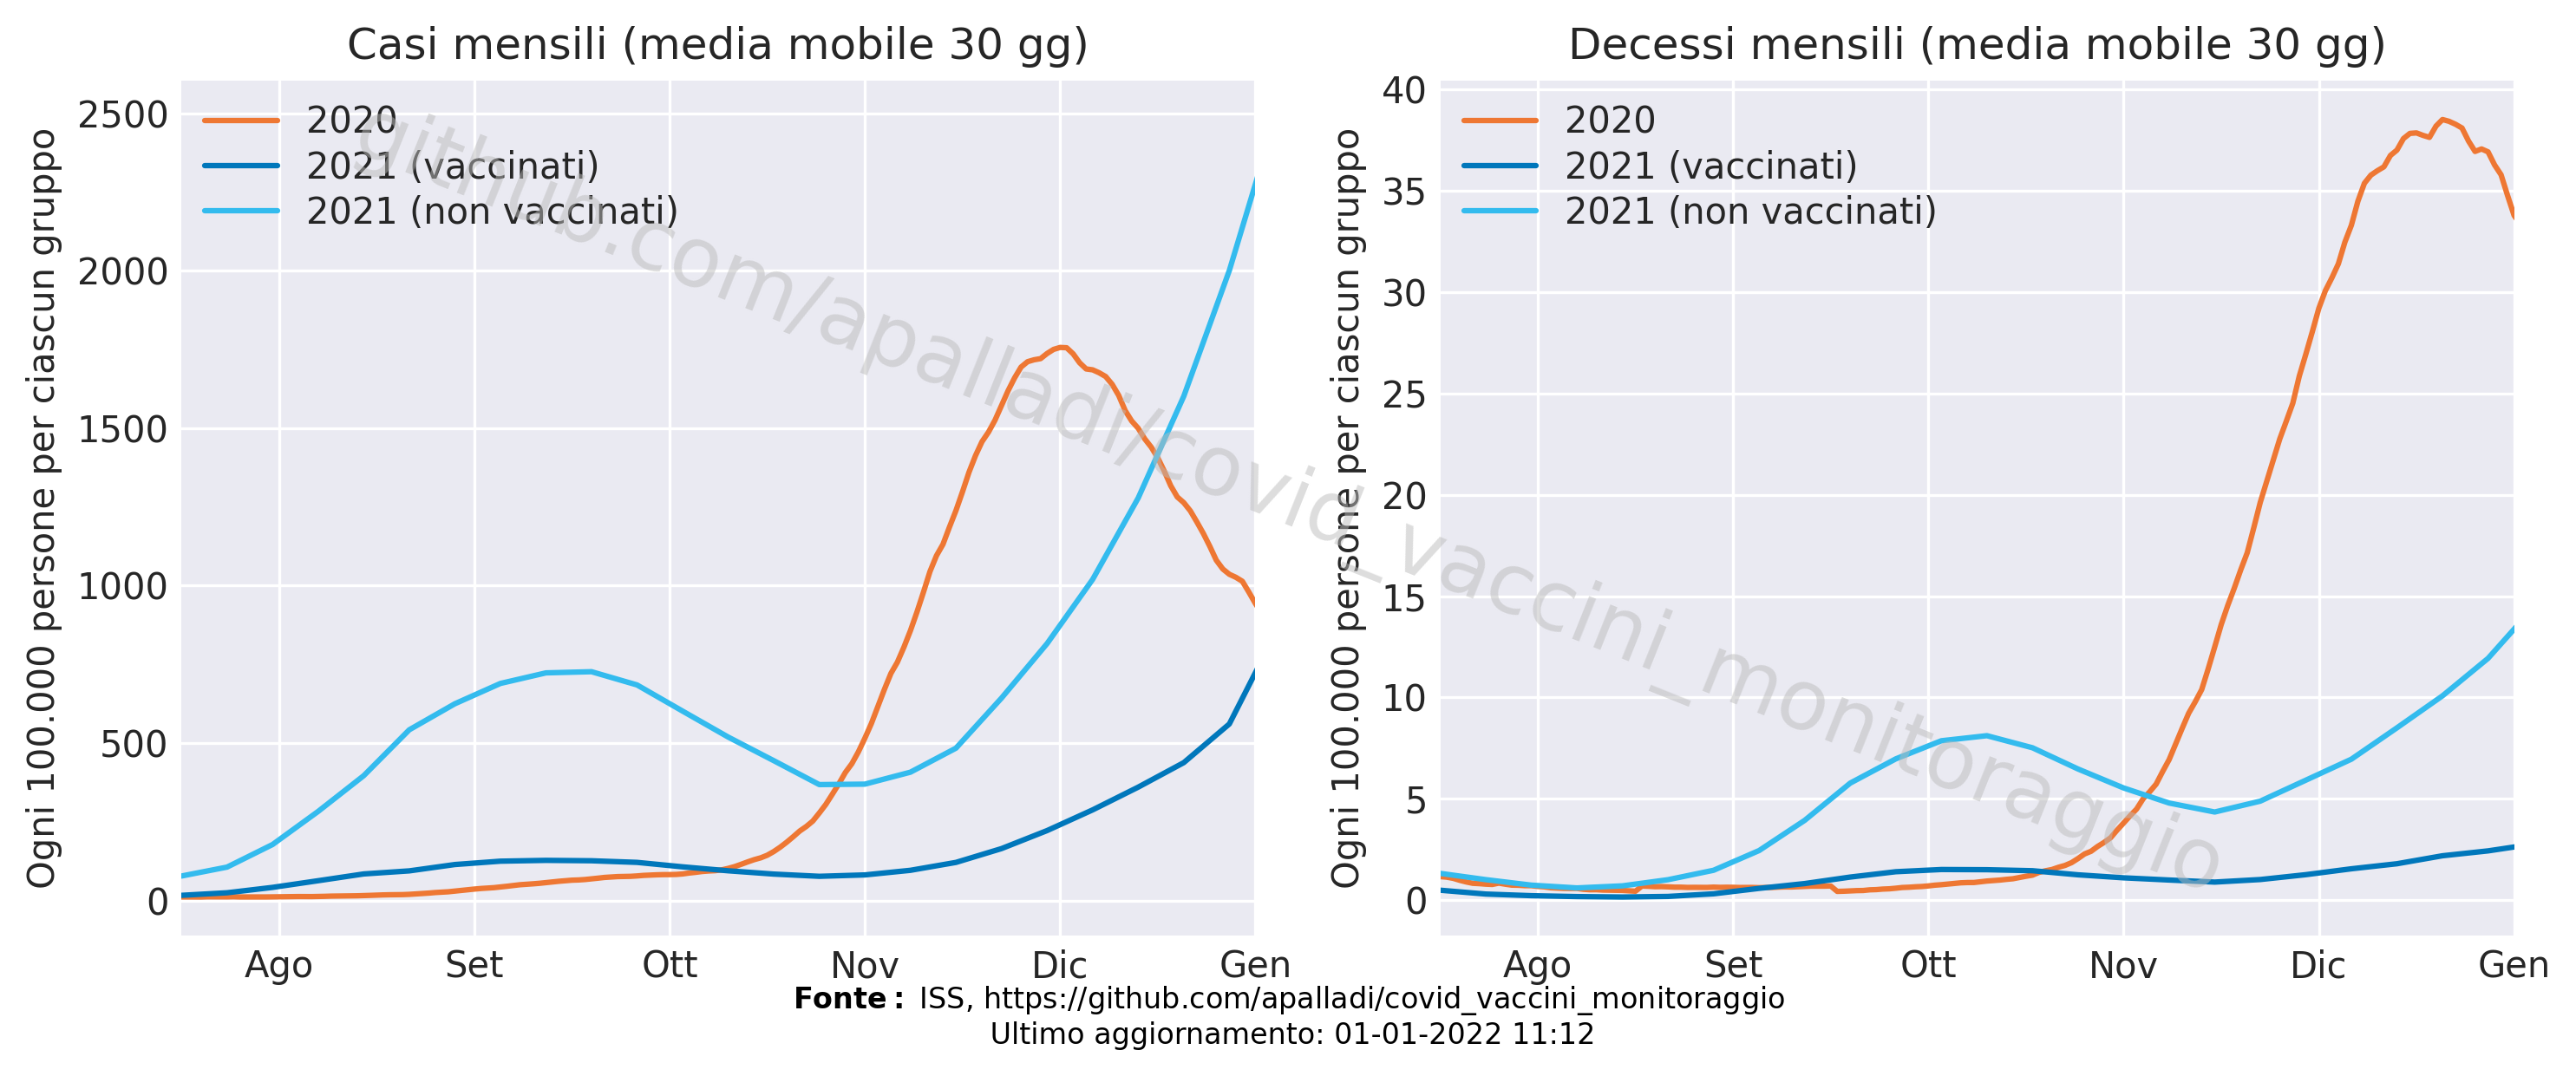 Casi mensili (media mobile 30 gg)
Ogni 100.000 persone per ciascun gruppo
2500
2000
1500
1000
500
0
2020
2021 (vaccinati)
2021 (non vaccinati)
Ago Set Ott Nov Dic Gen
Decessi mensili (media mobile 30 gg)
Ogni 100.000 persone per ciascun gruppo
40
35
30
25
20
15
10
5
0
2020
2021 (vaccinati)
2021 (non vaccinati)
Ago Set Ott Nov Dic Gen
github.com/apalladi/covid_vaccini_monitoraggio
Fonte: ISS, https://github.com/apalladi/covid_vaccini_monitoraggio
Ultimo aggiornamento: 01-01-2022 11:12